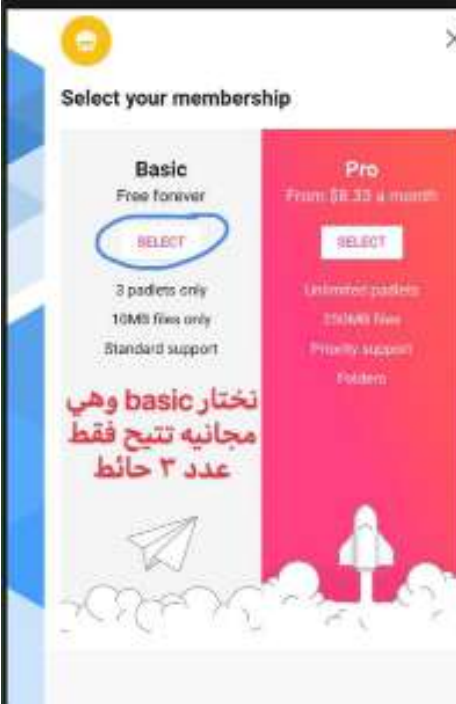 Select your membership
Basic
Free forever
SELECT
3 padlets only
10MB files only
Standard support
نختار basic وهي
مجانيه تتيح فقط
عدد ٣ حائط
Pro
From $8.33 a month
SELECT
Unlimited padlets
250MB files
Priority support
Folders